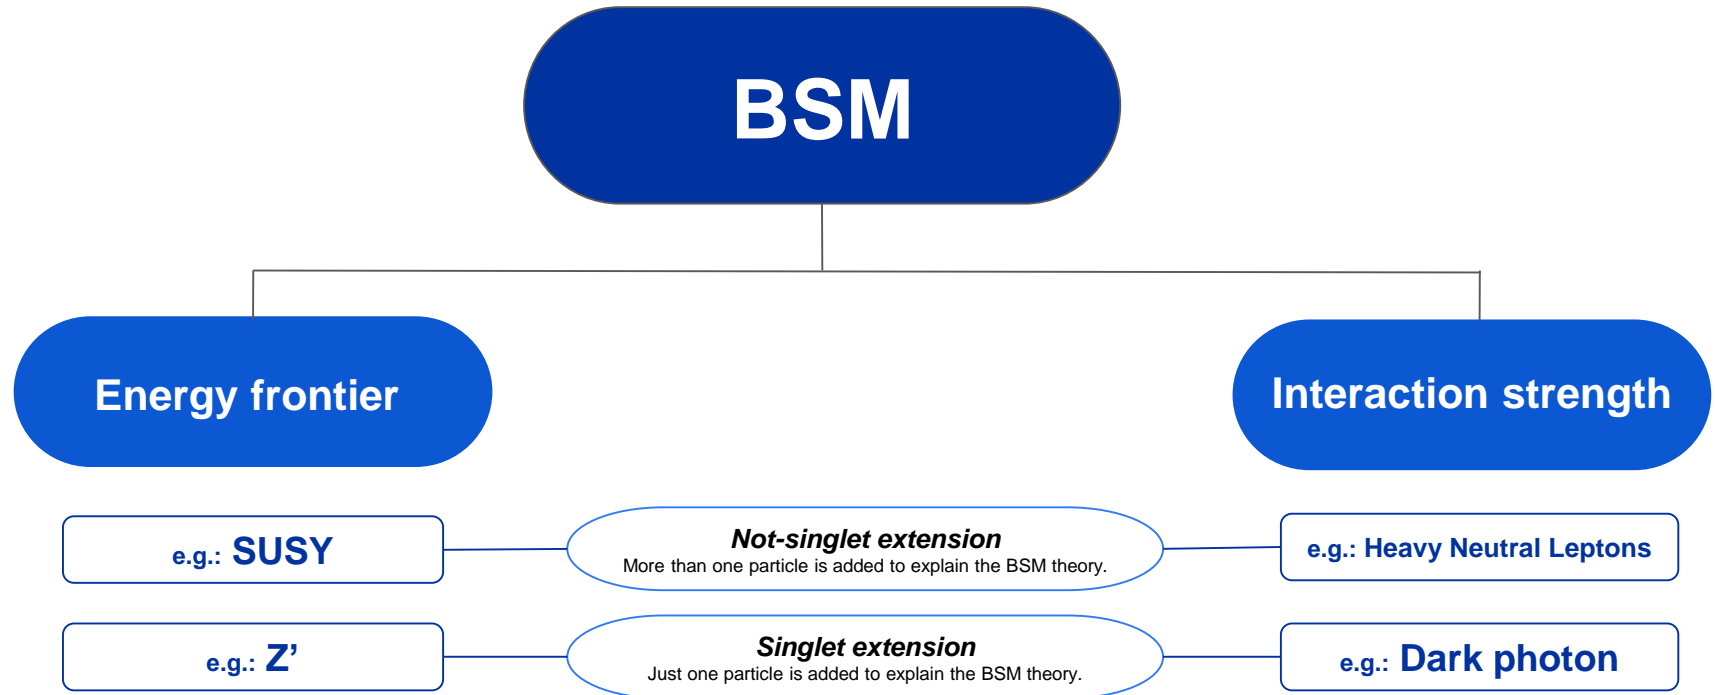 BSM
Energy frontier
Interaction strength
e.g.: SUSY
Not-singlet extension
More than one particle is added to explain the BSM theory.
e.g.: Heavy Neutral Leptons
e.g.: Z’
Singlet extension
Just one particle is added to explain the BSM theory.
e.g.: Dark photon